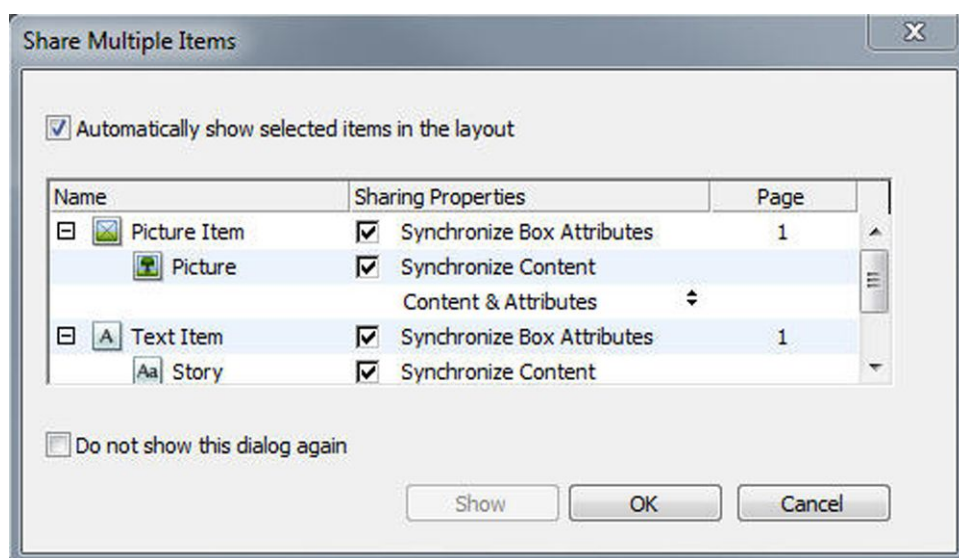 Share Multiple Items
Automatically show selected items in the layout
Name Sharing Properties Page
Picture Item Synchronize Box Attributes 1
Picture Synchronize Content
Content & Attributes
A Text Item Synchronize Box Attributes 1
Aa Story Synchronize Content
Do not show this dialog again
Show OK Cancel